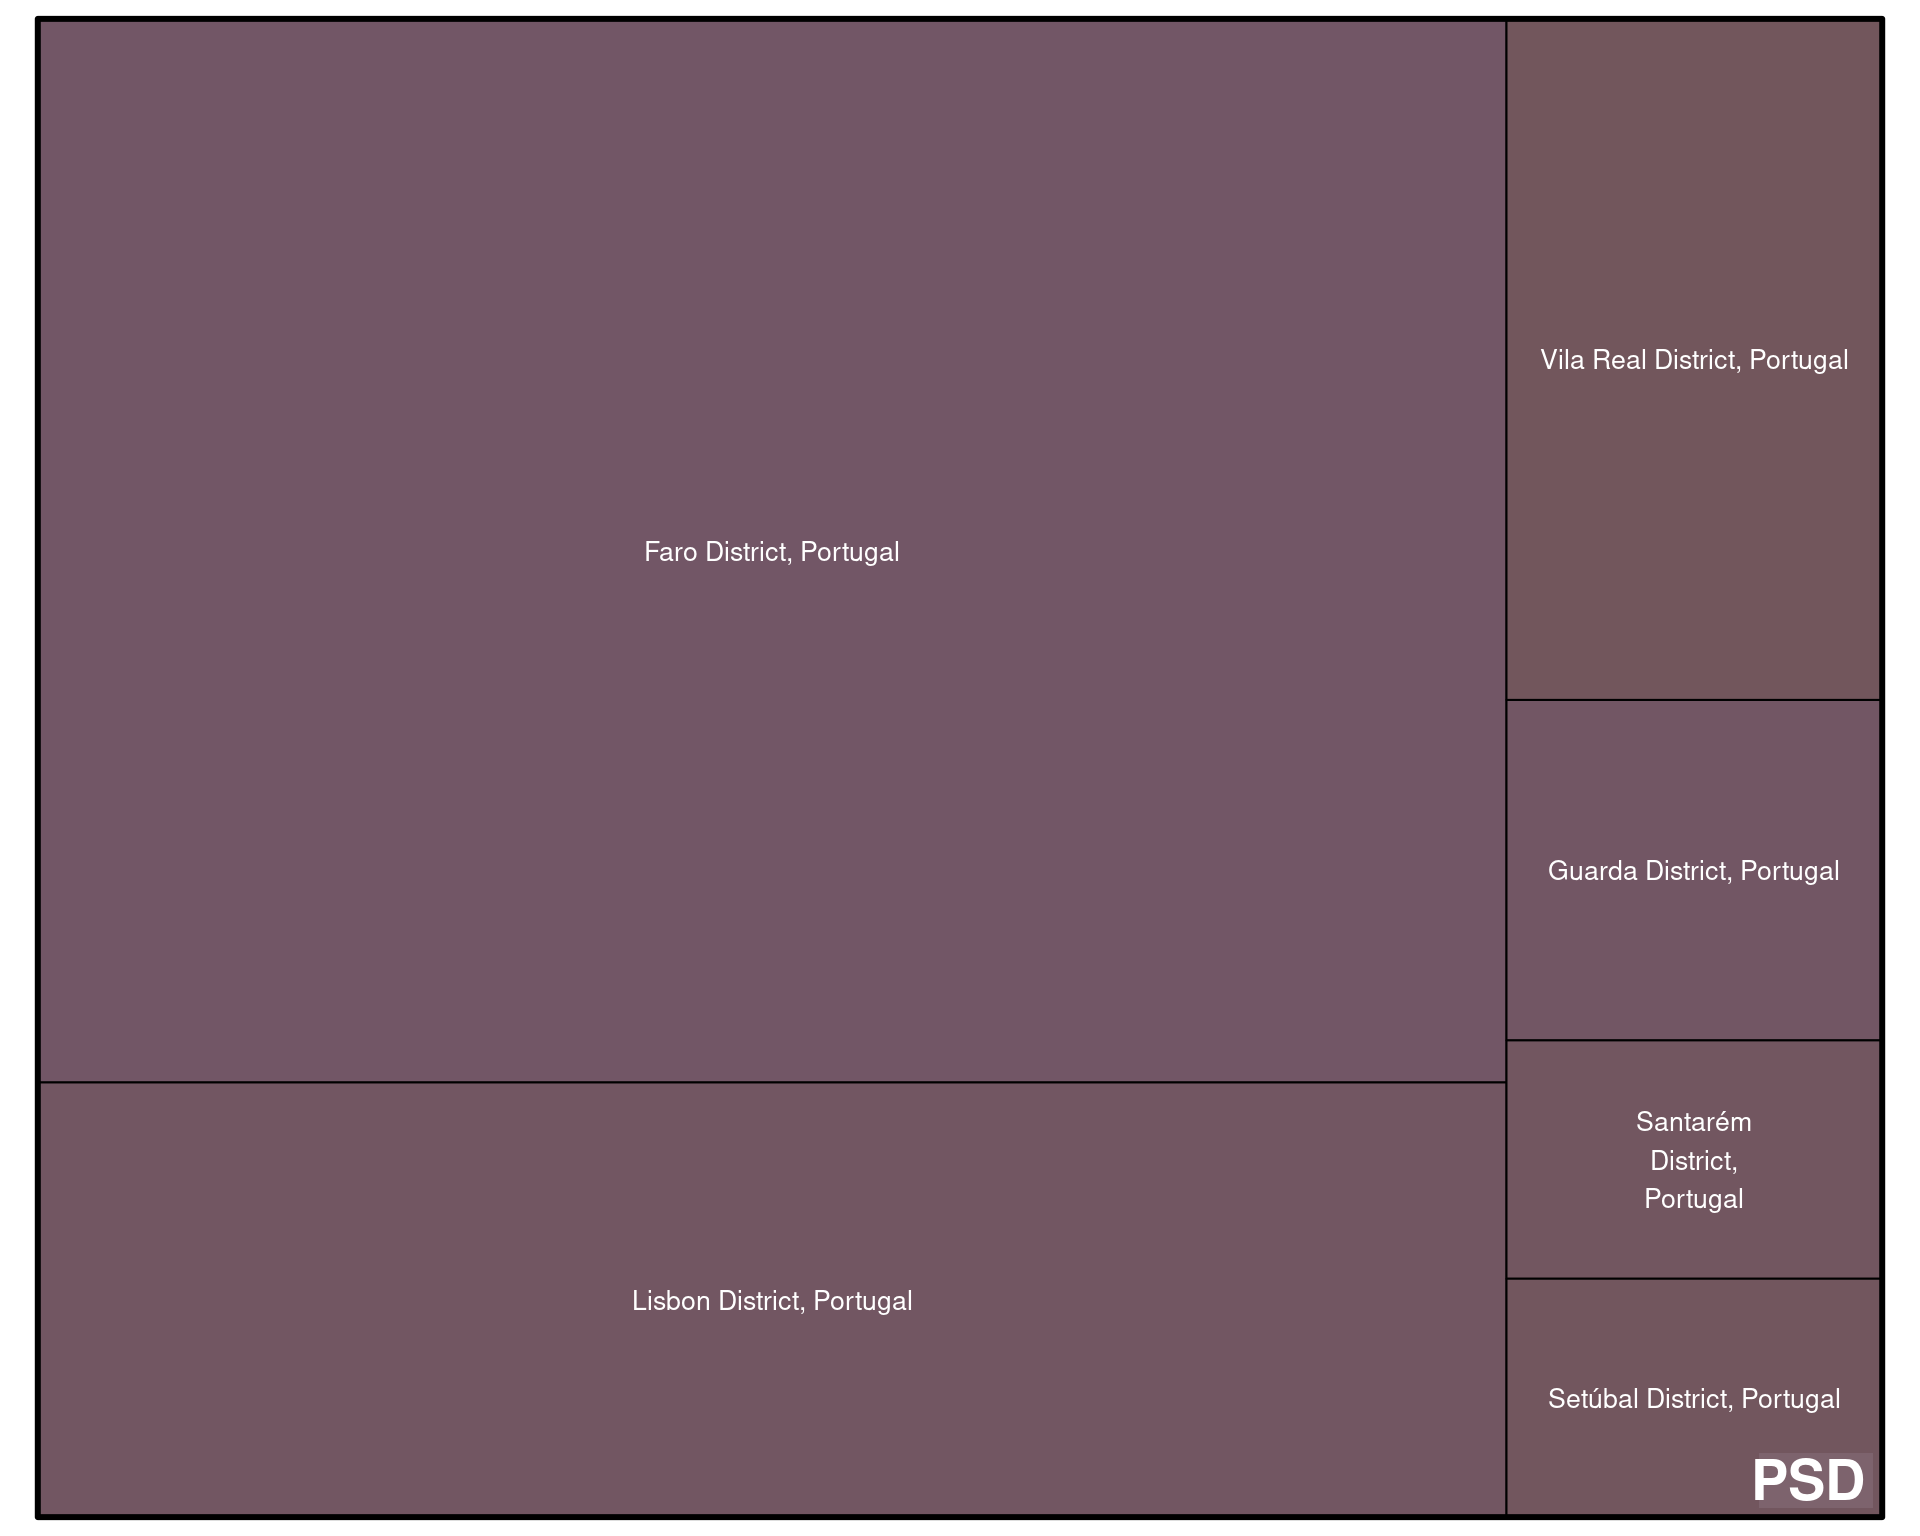 Faro District, Portugal
Lisbon District, Portugal
Vila Real District, Portugal
Guarda District, Portugal
Santarém
District,
Portugal
Setúbal District, Portugal
PSD